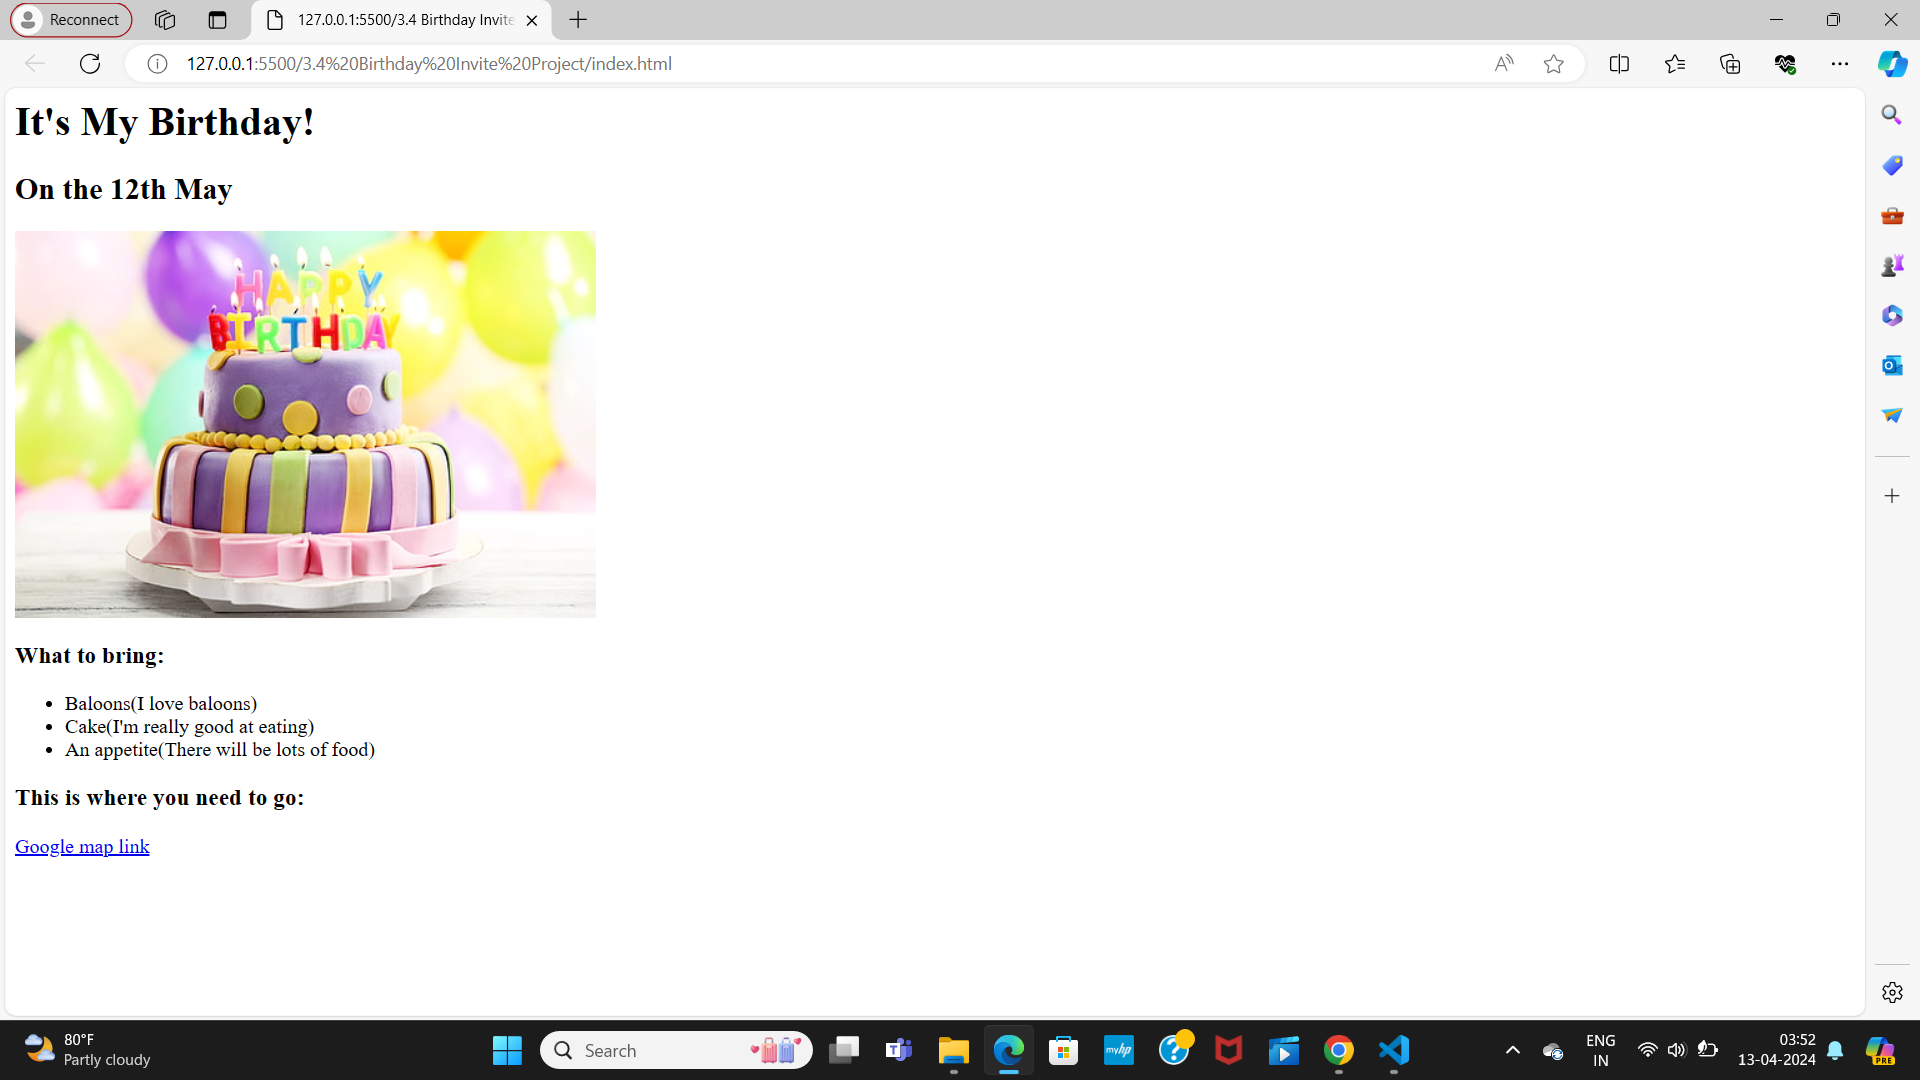 Reconnect
127.0.0.1:5500/3.4 Birthday Invite
127.0.0.1:5500/3.4%20Birthday%20Invite%20Project/index.html
It's My Birthday!
On the 12th May
HAPPY
BIRTHDAY
What to bring:
Baloons(I love baloons)
Cake(I'm really good at eating)
An appetite(There will be lots of food)
This is where you need to go:
Google map link
80°F
Partly cloudy
Search
myhp
ENG
IN
03:52
13-04-2024
PRE